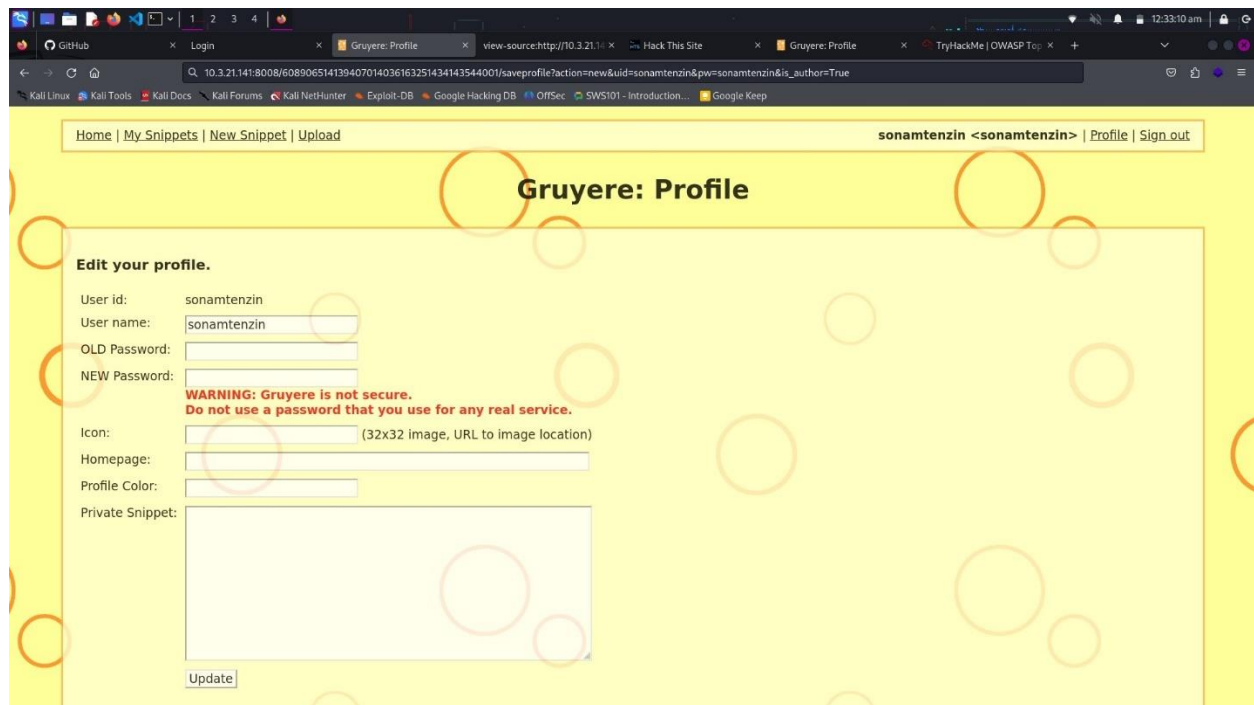 1 2 3 4
12:33:10 am
GitHub
Login
Gruyere: Profile
view-source:http://10.3.21.14
Hack This Site
Gruyere: Profile
TryHackMe | OWASP Top
10.3.21.141:8008/608906514139407014036163251434143544001/saveprofile?action=new&uid=sonamtenzin&pw=sonamtenzin&is_author=True
Kali Linux Kali Tools Kali Docs Kali Forums Kali NetHunter Exploit-DB Google Hacking DB OffSec SWS101 - Introduction... Google Keep
Home | My Snippets | New Snippet | Upload
sonamtenzin <sonamtenzin> | Profile | Sign out
Gruyere: Profile
Edit your profile.
User id: sonamtenzin
User name: sonamtenzin
OLD Password:
NEW Password:
WARNING: Gruyere is not secure.
Do not use a password that you use for any real service.
Icon: (32x32 image, URL to image location)
Homepage:
Profile Color:
Private Snippet:
Update